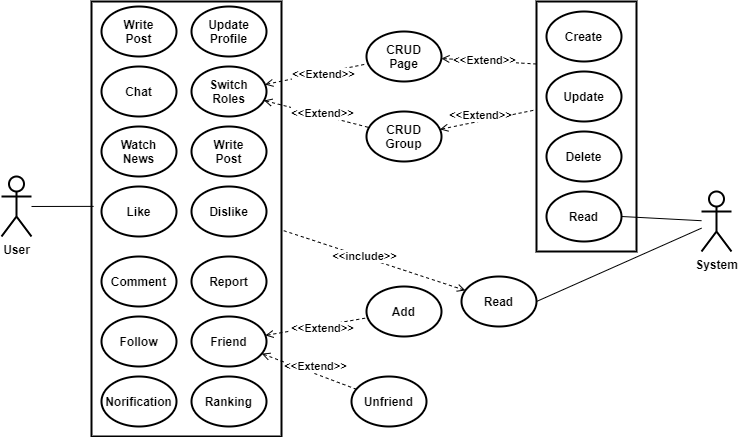 Write
Post
Update
Profile
Chat
Switch
Roles
Watch
News
Write
Post
Like
Dislike
Comment
Report
Follow
Friend
Norification
Ranking
User
<<Extend>>
<<Extend>>
CRUD
Page
CRUD
Group
<<Extend>>
<<Extend>>
Create
Update
Delete
Read
System
<<include>>
Read
Add
<<Extend>>
<<Extend>>
Unfriend